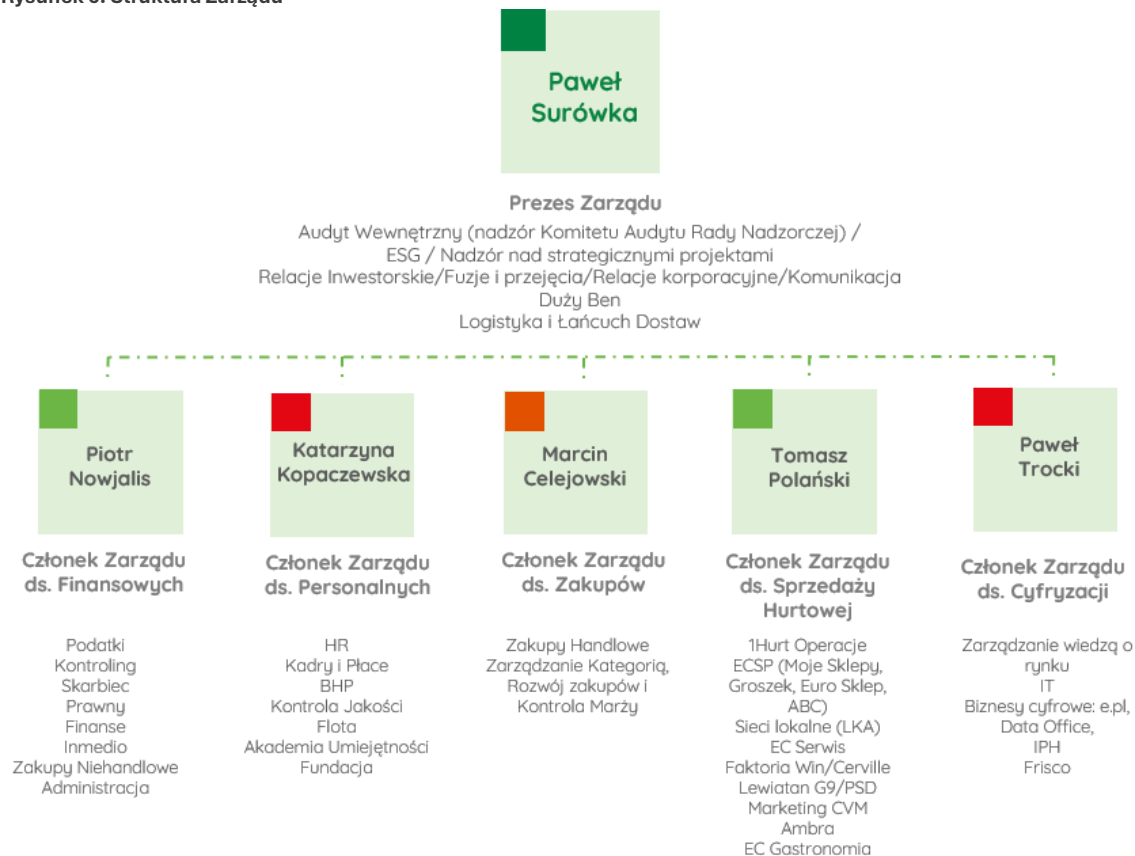 Rysunek 6. Struktura Zarządu
Paweł
Surówka
Prezes Zarządu
Audyt Wewnętrzny (nadzór Komitetu Audytu Rady Nadzorczej) /
ESG / Nadzór nad strategicznymi projektami
Relacje Inwestorskie/Fuzje i przejęcia/Relacje korporacyjne/Komunikacja
Duży Ben
Logistyka i Łańcuch Dostaw
Piotr
Nowjalis
Członek Zarządu
ds. Finansowych
Podatki
Kontroling
Skarbiec
Prawny
Finanse
Inmedio
Zakupy Niehandlowe
Administracja
Katarzyna
Kopaczewska
Członek Zarządu
ds. Personalnych
HR
Kadry i Płace
BHP
Kontrola Jakości
Flota
Akademia Umiejętności
Fundacja
Marcin
Celejowski
Członek Zarządu
ds. Zakupów
Zakupy Handlowe
Zarządzanie Kategorią,
Rozwój zakupów i
Kontrola Marży
Tomasz
Polański
Członek Zarządu
ds. Sprzedaży
Hurtowej
1Hurt Operacje
ECSP (Moje Sklepy,
Groszek, Euro Sklep,
ABC)
Sieci lokalne (LKA)
EC Serwis
Faktoria Win/Cerville
Lewiatan G9/PSD
Marketing CVM
Ambra
EC Gastronomia
Paweł
Trocki
Członek Zarządu
ds. Cyfryzacji
Zarządzanie wiedzą o
rynku
IT
Biznesy cyfrowe: e.pl,
Data Office,
IPH
Frisco